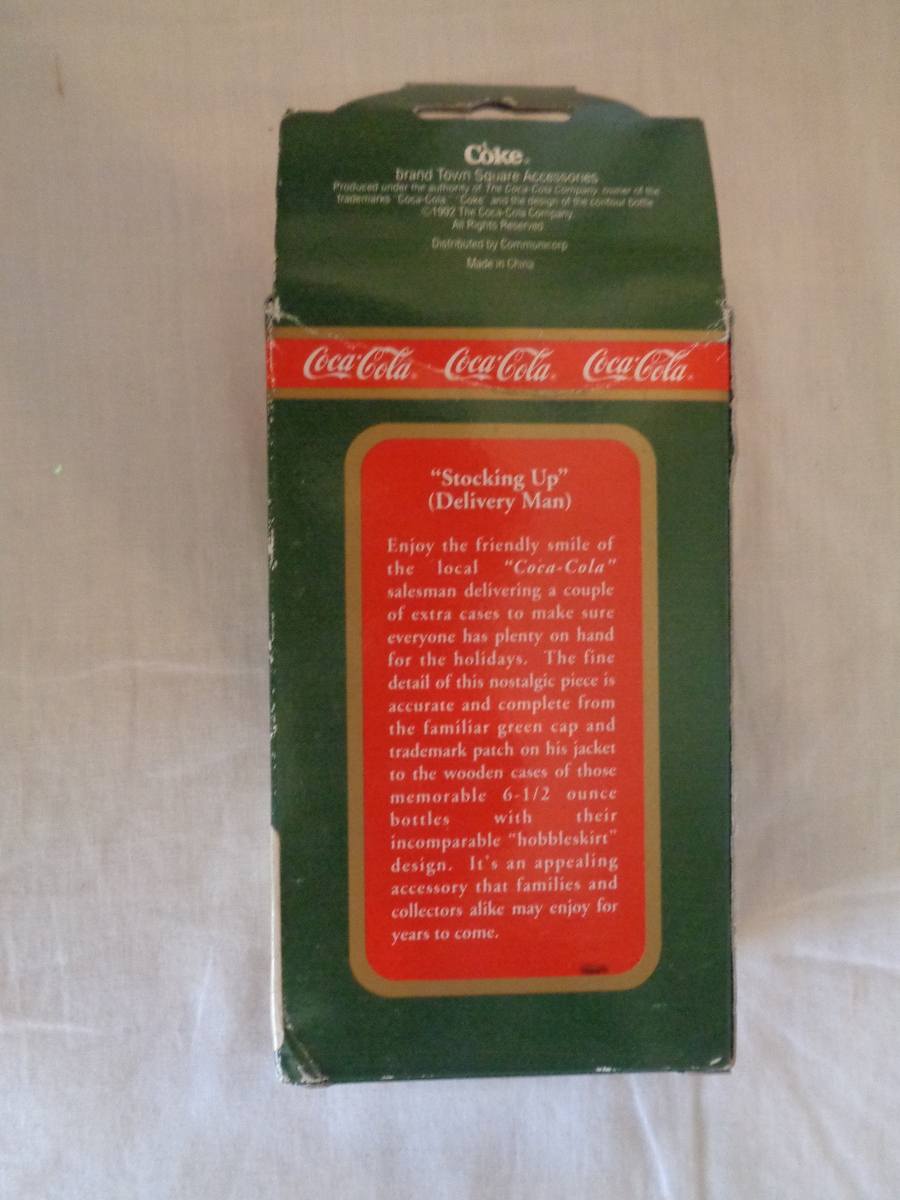 Coke®
brand Town Square Accessories
Produced under the authority of The Coca-Cola Company, owner of the
trademarks "Coca-Cola," "Coke" and the design of the contour bottle
©1992 The Coca-Cola Company.
All Rights Reserved
Distributed by Communicorp
Made in China
Coca-Cola® Coca-Cola® Coca-Cola®
“Stocking Up”
(Delivery Man)
Enjoy the friendly smile of
the local “Coca-Cola”
salesman delivering a couple
of extra cases to make sure
everyone has plenty on hand
for the holidays. The fine
detail of this nostalgic piece is
accurate and complete from
the familiar green cap and
trademark patch on his jacket
to the wooden cases of those
memorable 6-1/2 ounce
bottles with their
incomparable “hobbleskirt”
design. It's an appealing
accessory that families and
collectors alike may enjoy for
years to come.